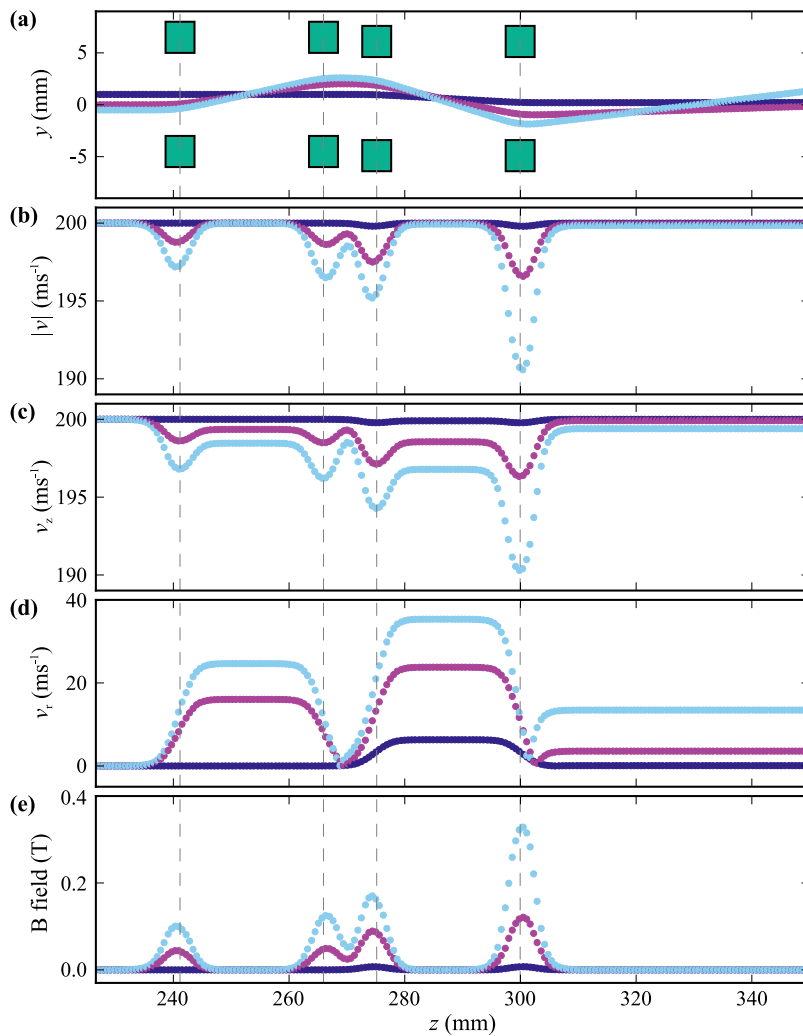 (a)
5
0
-5
y (mm)
(b)
200
195
190
|v| (ms⁻¹)
(c)
200
195
190
v_z (ms⁻¹)
(d)
40
20
0
v_r (ms⁻¹)
(e)
0.4
0.2
0.0
B field (T)
240 260 280 300 320 340
z (mm)